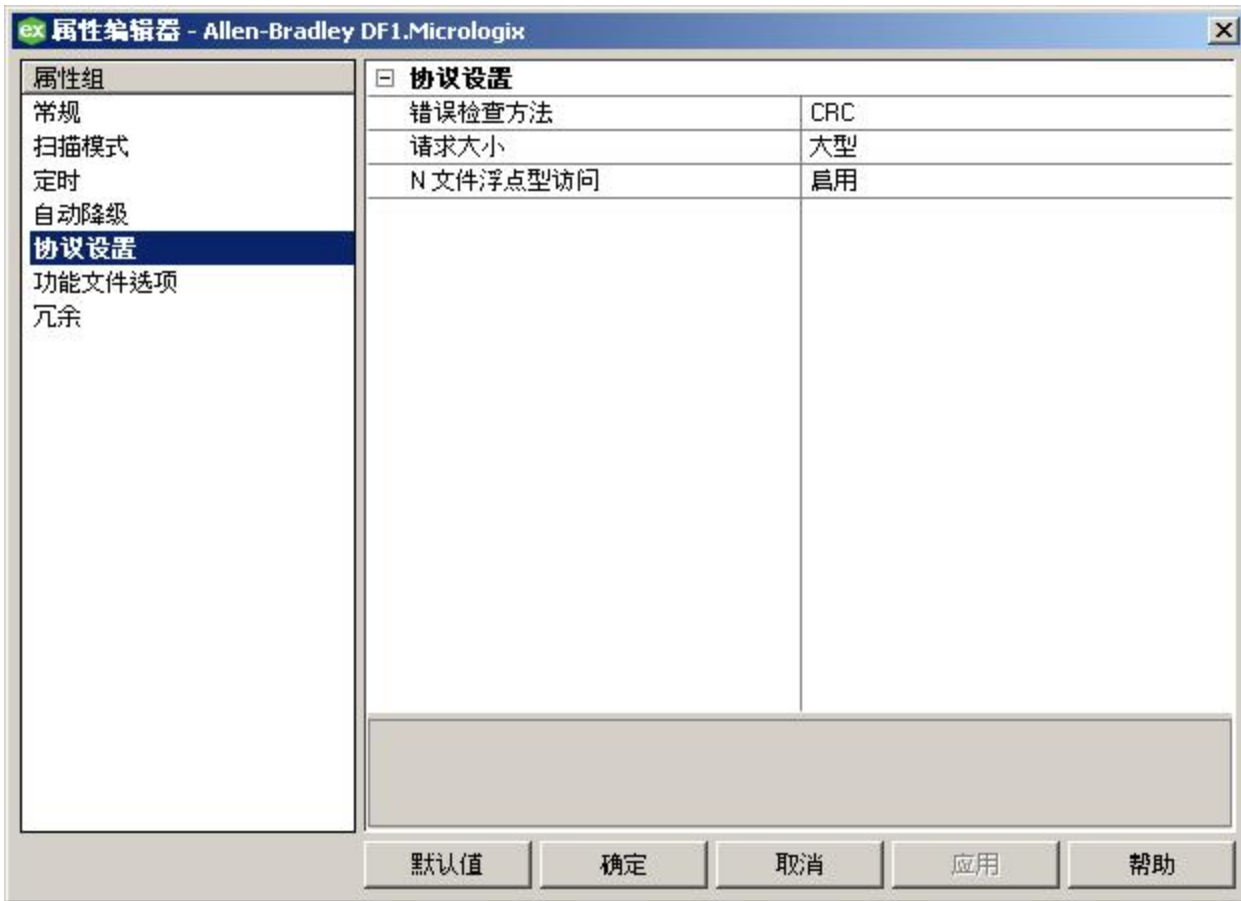 ex 属性编辑器 - Allen-Bradley DF1.Micrologix
属性组
常规
扫描模式
定时
自动降级
协议设置
功能文件选项
冗余
协议设置
错误检查方法 CRC
请求大小 大型
N 文件浮点型访问 启用
默认值 确定 取消 应用 帮助